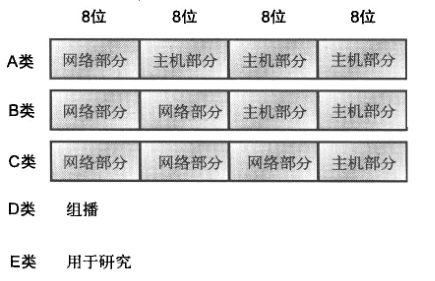 8位 8位 8位 8位
A类 网络部分 主机部分 主机部分 主机部分
B类 网络部分 网络部分 主机部分 主机部分
C类 网络部分 网络部分 网络部分 主机部分
D类 组播
E类 用于研究